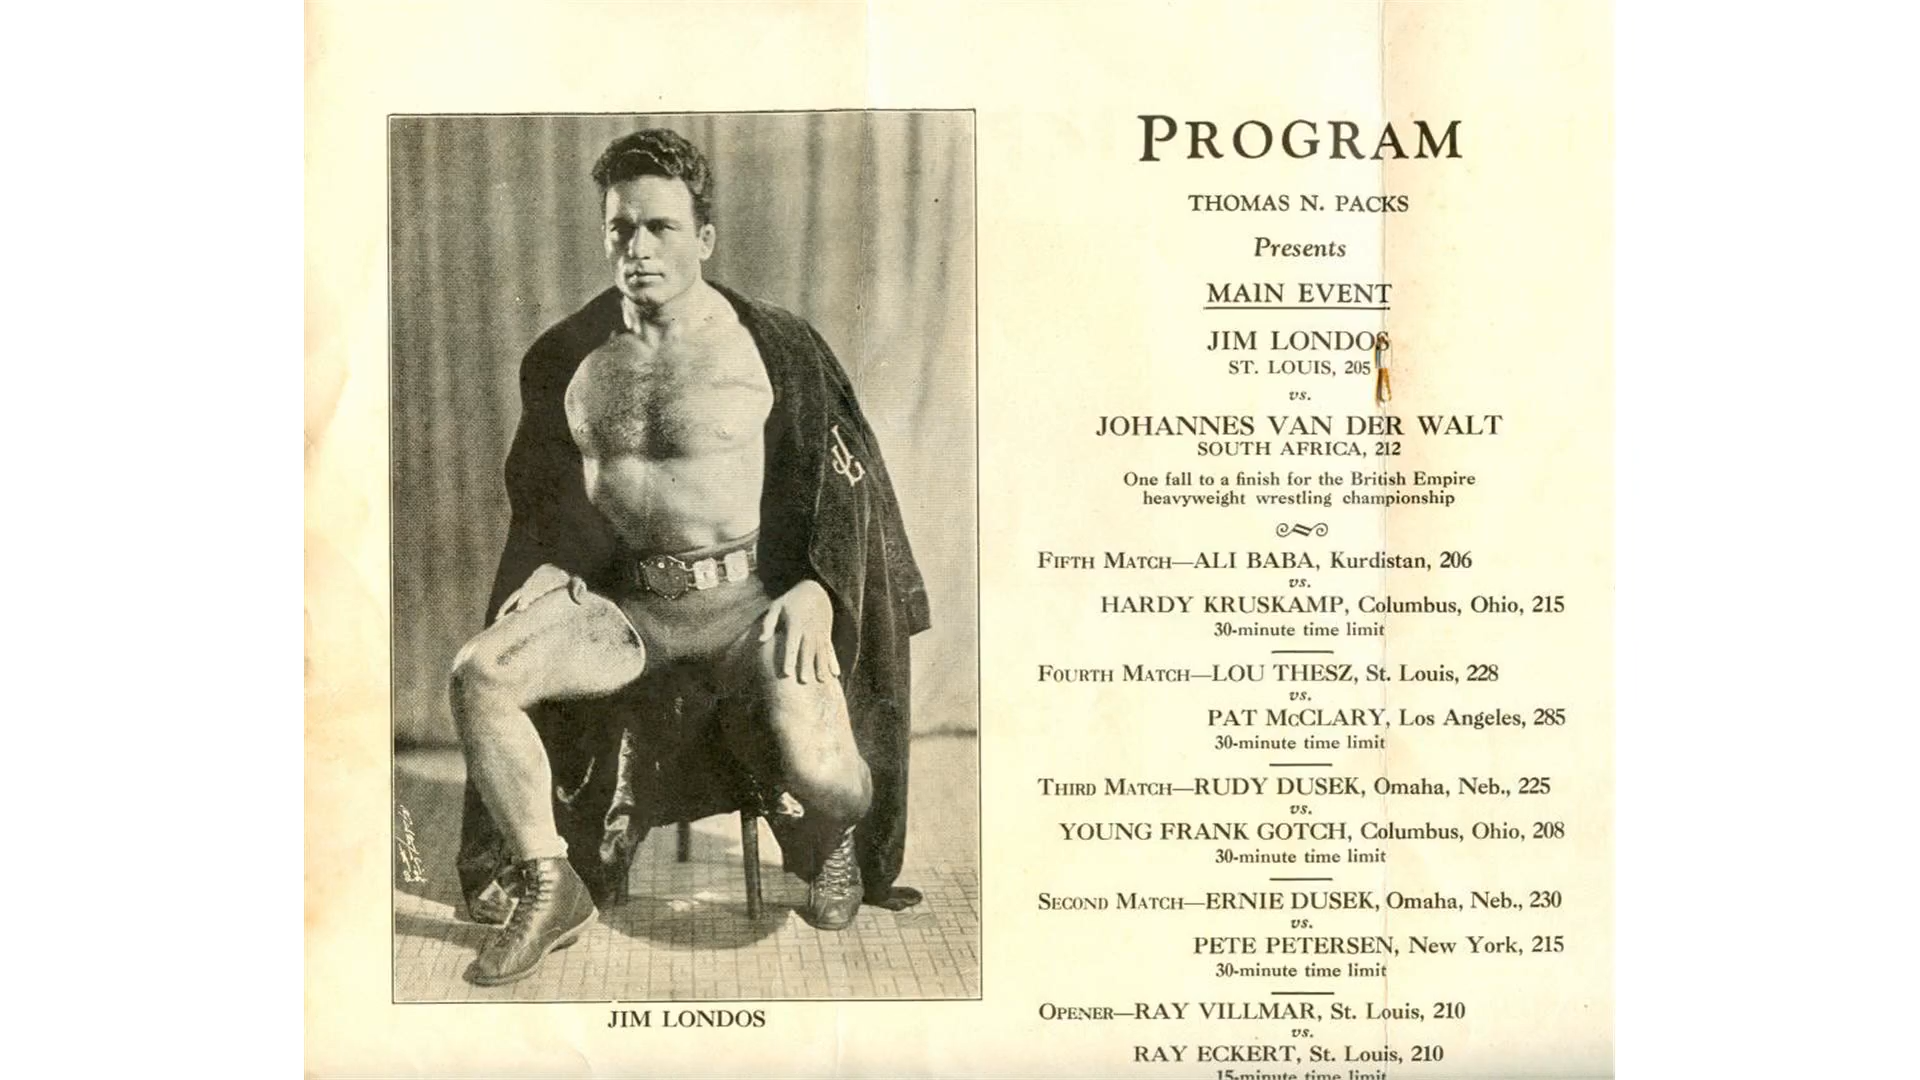 PROGRAM
THOMAS N. PACKS
Presents
MAIN EVENT
JIM LONDOS
ST. LOUIS, 205
vs.
JOHANNES VAN DER WALT
SOUTH AFRICA, 212
One fall to a finish for the British Empire
heavyweight wrestling championship
FIFTH MATCH—ALI BABA, Kurdistan, 206
vs.
HARDY KRUSKAMP, Columbus, Ohio, 215
30-minute time limit
FOURTH MATCH—LOU THESZ, St. Louis, 228
vs.
PAT McCLARY, Los Angeles, 285
30-minute time limit
THIRD MATCH—RUDY DUSEK, Omaha, Neb., 225
vs.
YOUNG FRANK GOTCH, Columbus, Ohio, 208
30-minute time limit
SECOND MATCH—ERNIE DUSEK, Omaha, Neb., 230
vs.
PETE PETERSEN, New York, 215
30-minute time limit
OPENER—RAY VILLMAR, St. Louis, 210
vs.
RAY ECKERT, St. Louis, 210
15-minute time limit
JL
JIM LONDOS